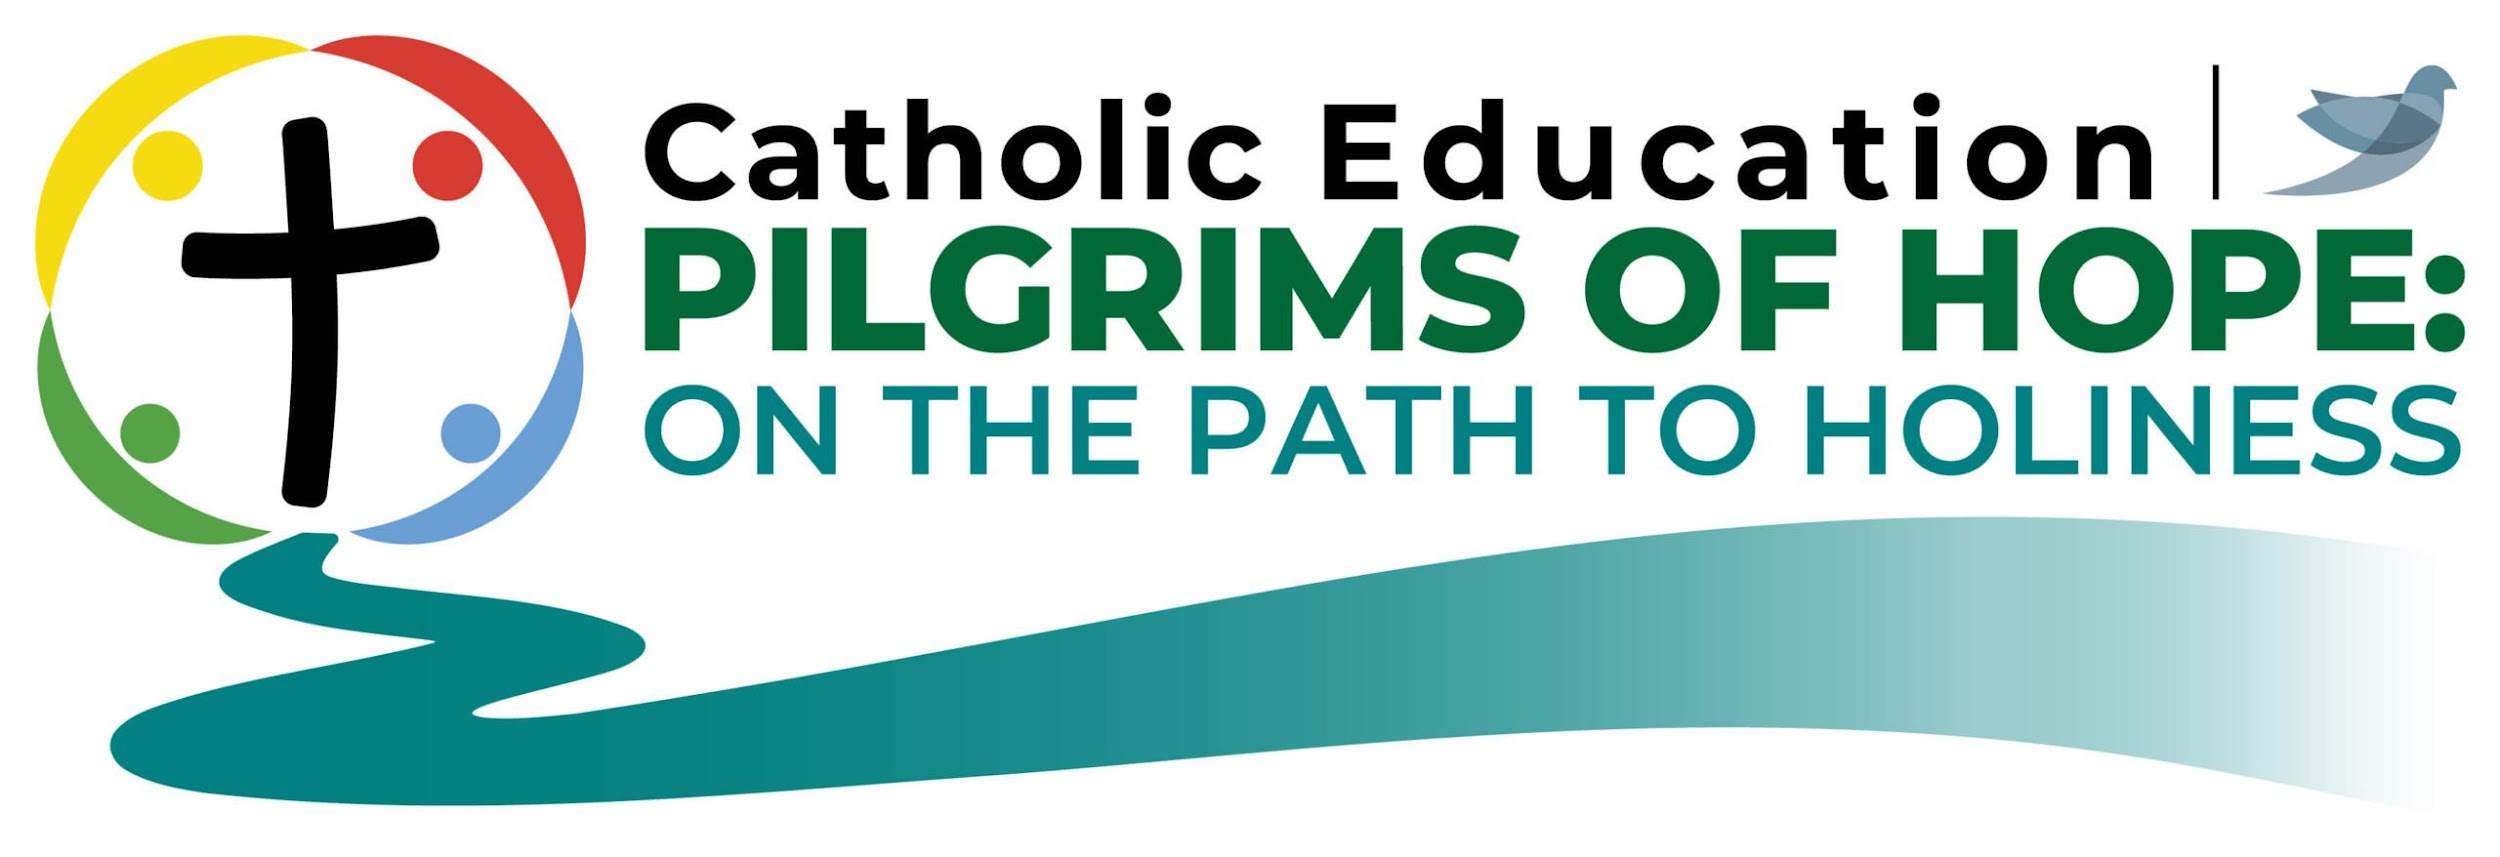 Catholic Education
PILGRIMS OF HOPE:
ON THE PATH TO HOLINESS